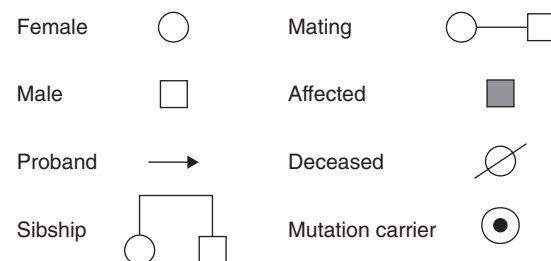 Female
Mating
Male
Affected
Proband
Deceased
Sibship
Mutation carrier